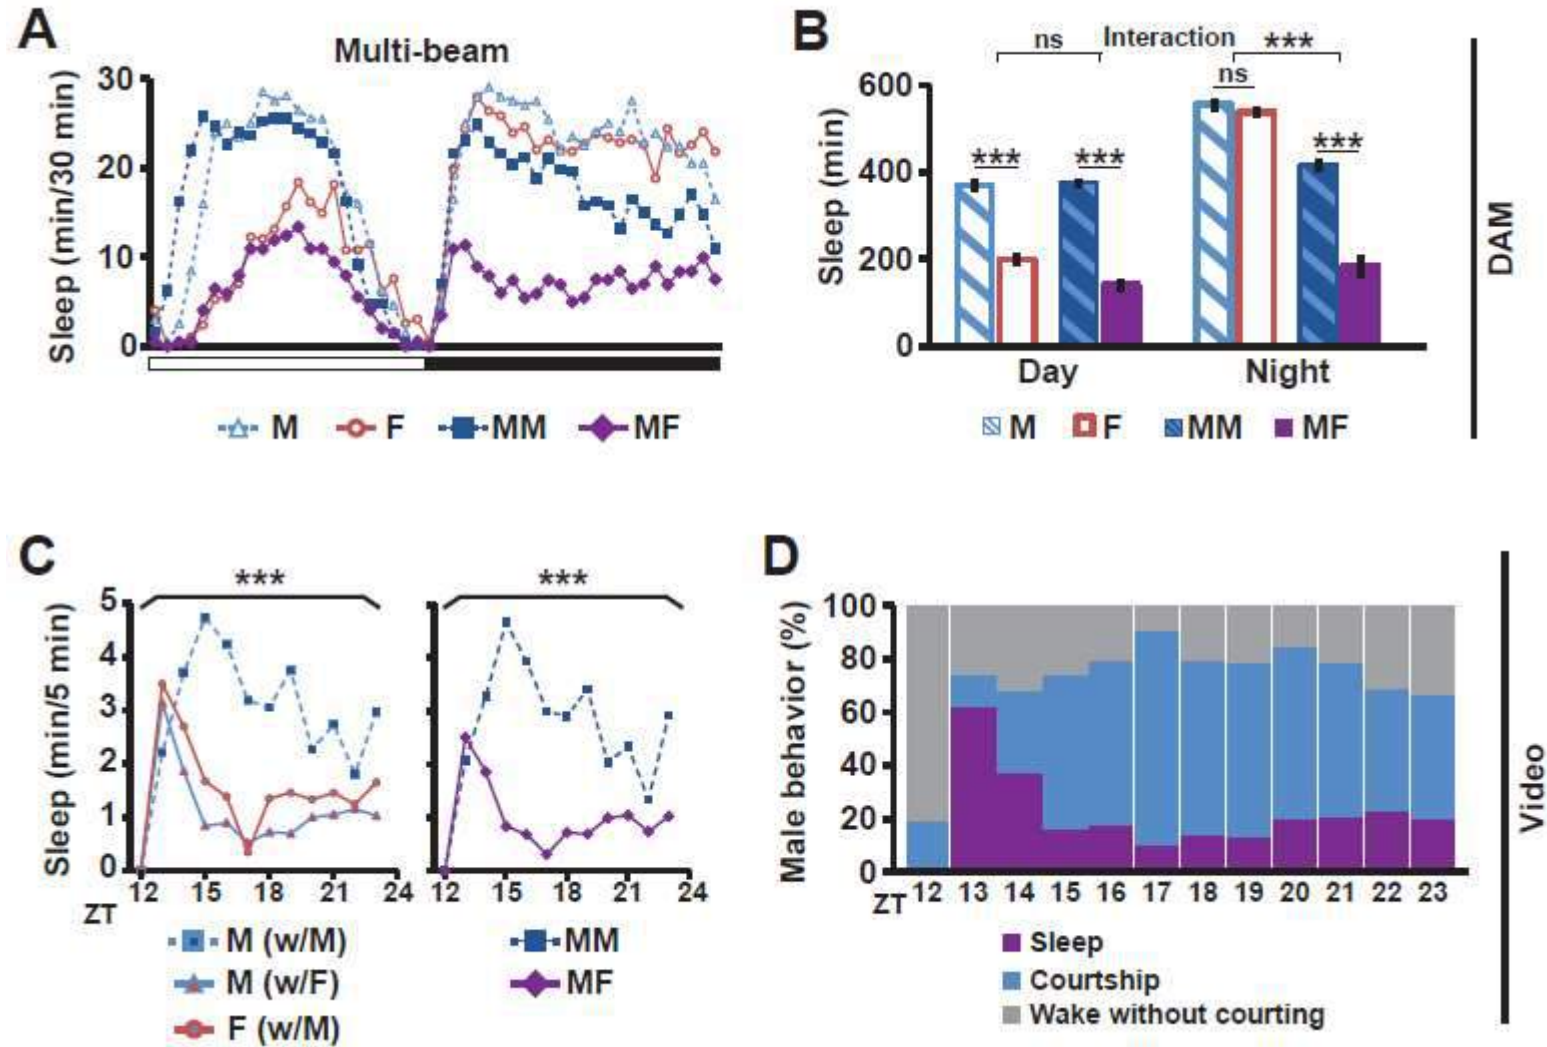 A
Multi-beam
Sleep (min/30 min)
30
20
10
0
M
F
MM
MF
B
ns
Interaction
***
ns
***
***
***
Sleep (min)
600
400
200
0
Day
Night
M
F
MM
MF
DAM
C
***
***
Sleep (min/5 min)
5
4
3
2
1
0
12
15
18
21
24
12
15
18
21
24
ZT
M (w/M)
M (w/F)
F (w/M)
MM
MF
D
Male behavior (%)
100
80
60
40
20
0
ZT 12 13 14 15 16 17 18 19 20 21 22 23
Sleep
Courtship
Wake without courting
Video